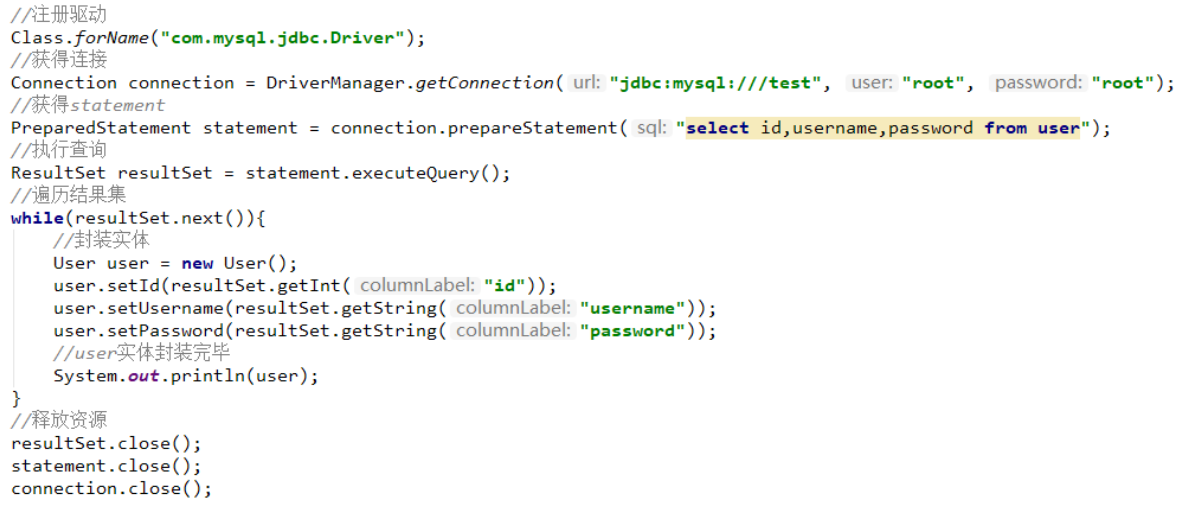 //注册驱动
Class.forName("com.mysql.jdbc.Driver");
//获得连接
Connection connection = DriverManager.getConnection( url: "jdbc:mysql:///test", user: "root", password: "root");
//获得statement
PreparedStatement statement = connection.prepareStatement( sql: "select id,username,password from user");
//执行查询
ResultSet resultSet = statement.executeQuery();
//遍历结果集
while(resultSet.next()){
    //封装实体
    User user = new User();
    user.setId(resultSet.getInt( columnLabel: "id"));
    user.setUsername(resultSet.getString( columnLabel: "username"));
    user.setPassword(resultSet.getString( columnLabel: "password"));
    //user实体封装完毕
    System.out.println(user);
}
//释放资源
resultSet.close();
statement.close();
connection.close();